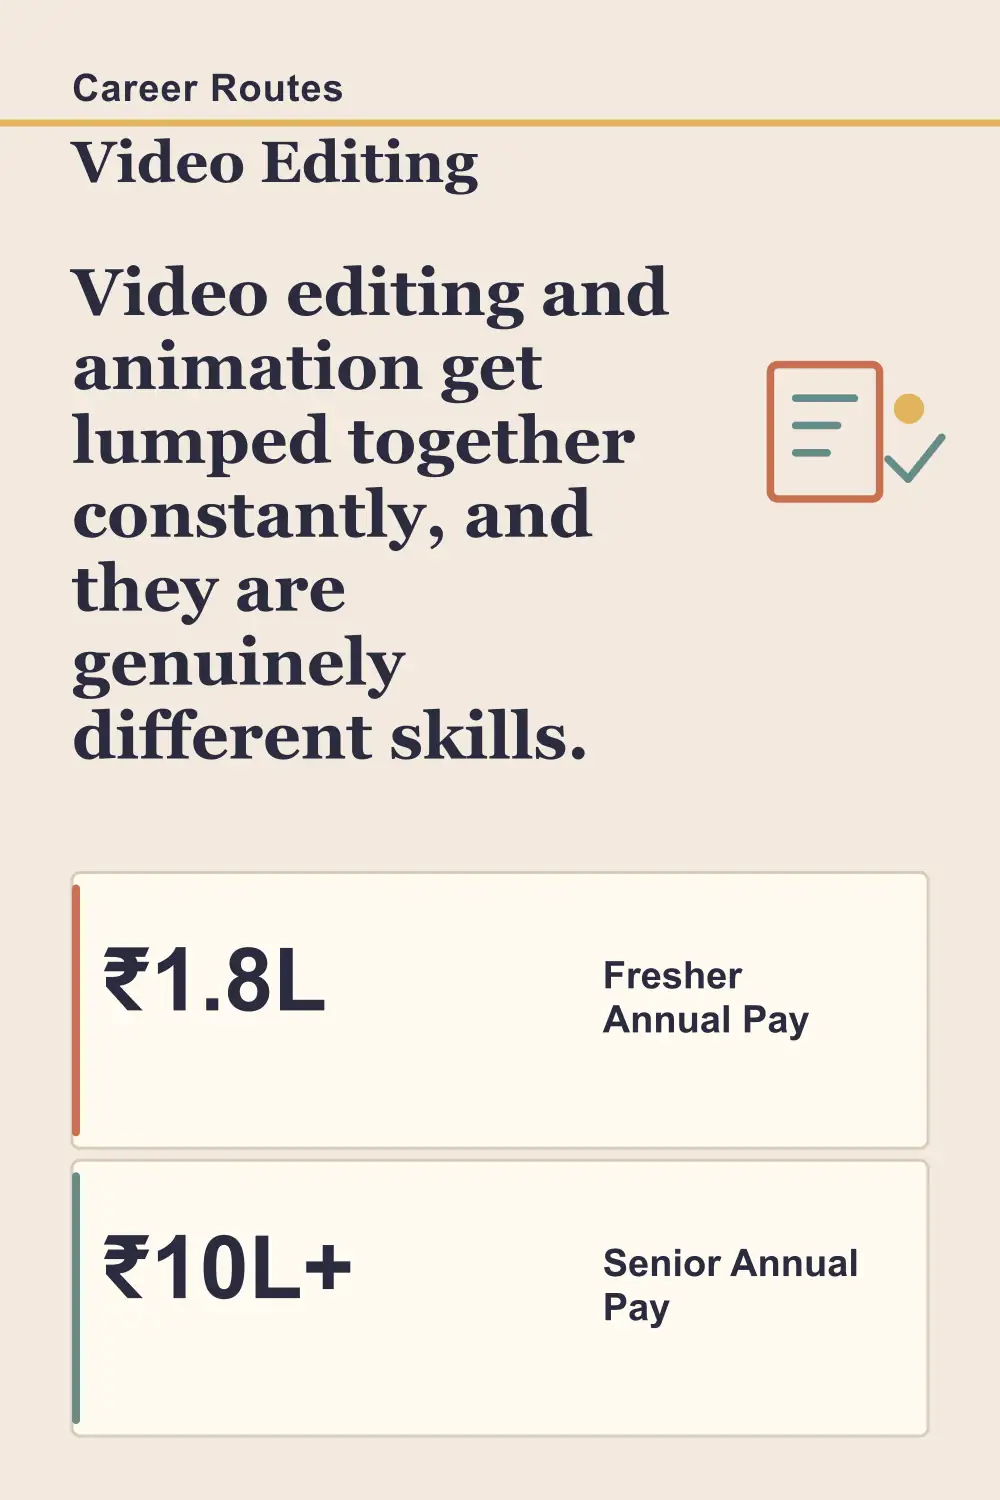 Career Routes
Video Editing
Video editing and
animation get
lumped together
constantly, and
they are
genuinely
different skills.
₹1.8L
Fresher
Annual Pay
₹10L+
Senior Annual
Pay